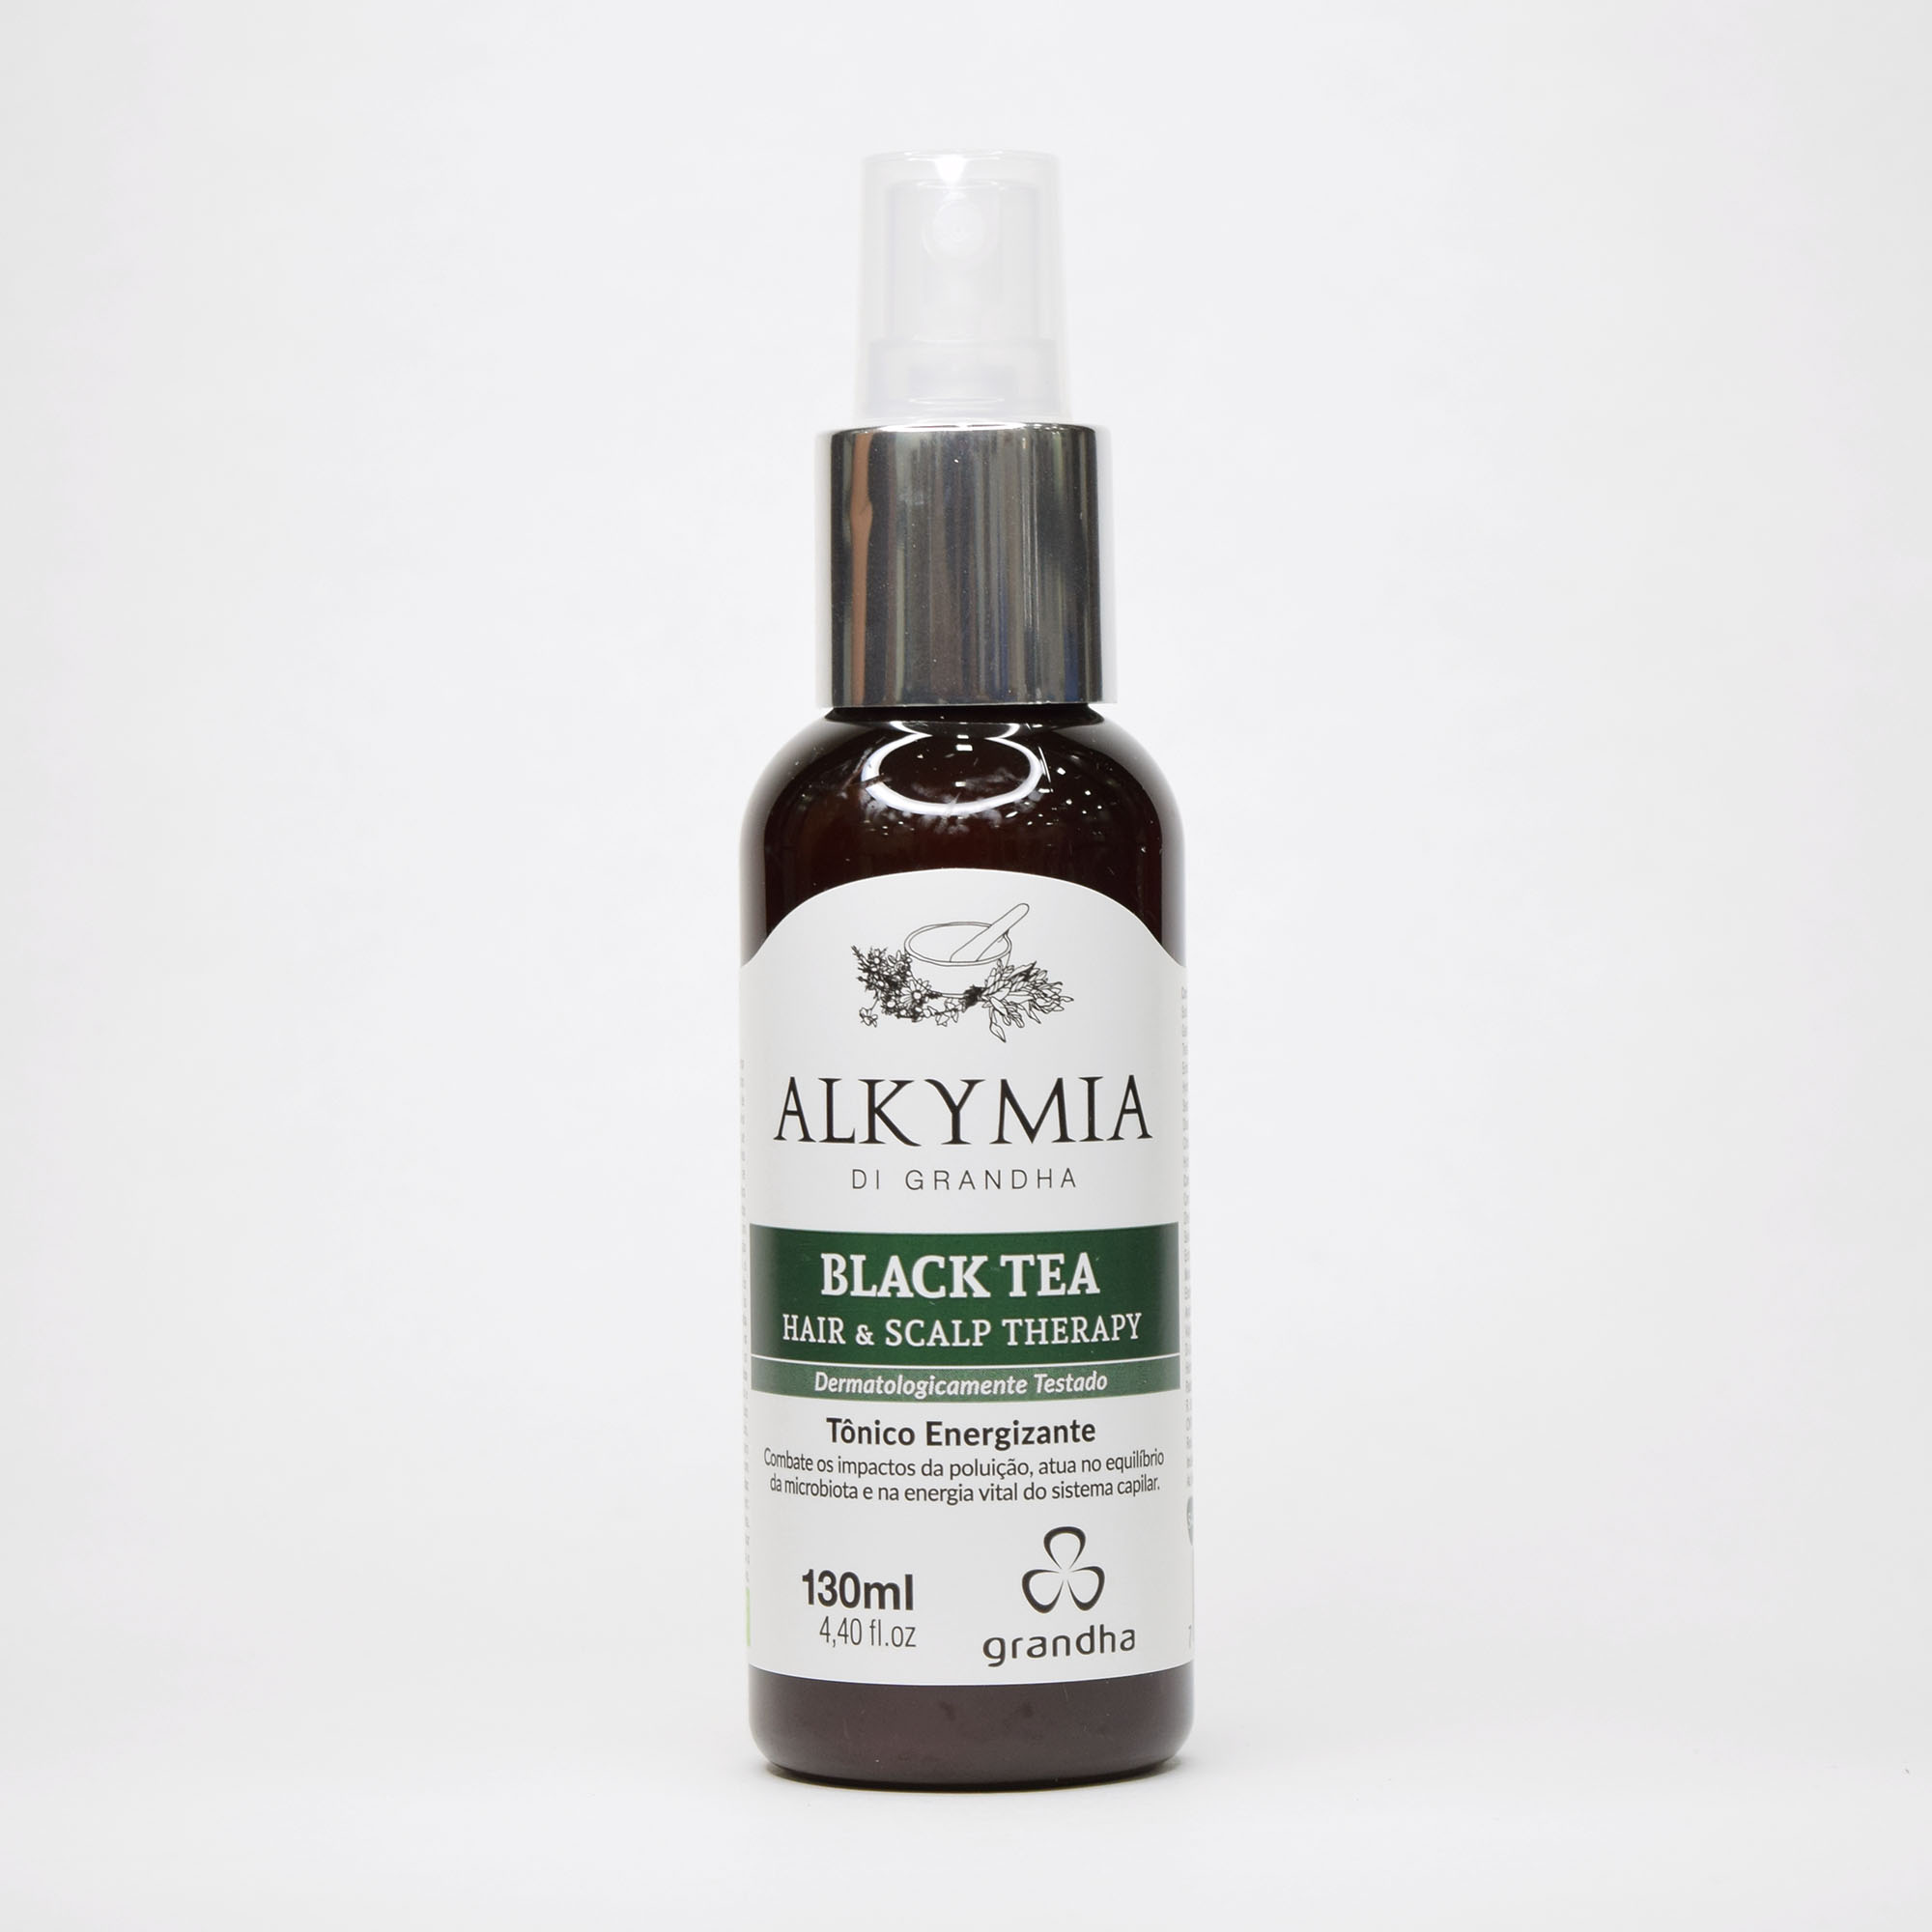 ALKYMIA
DI GRANDHA
BLACK TEA
HAIR & SCALP THERAPY
Dermatologicamente Testado
Tônico Energizante
Combate os impactos da poluição, atua no equilíbrio
da microbiota e na energia vital do sistema capilar.
130ml
4,40 fl.oz
grandha